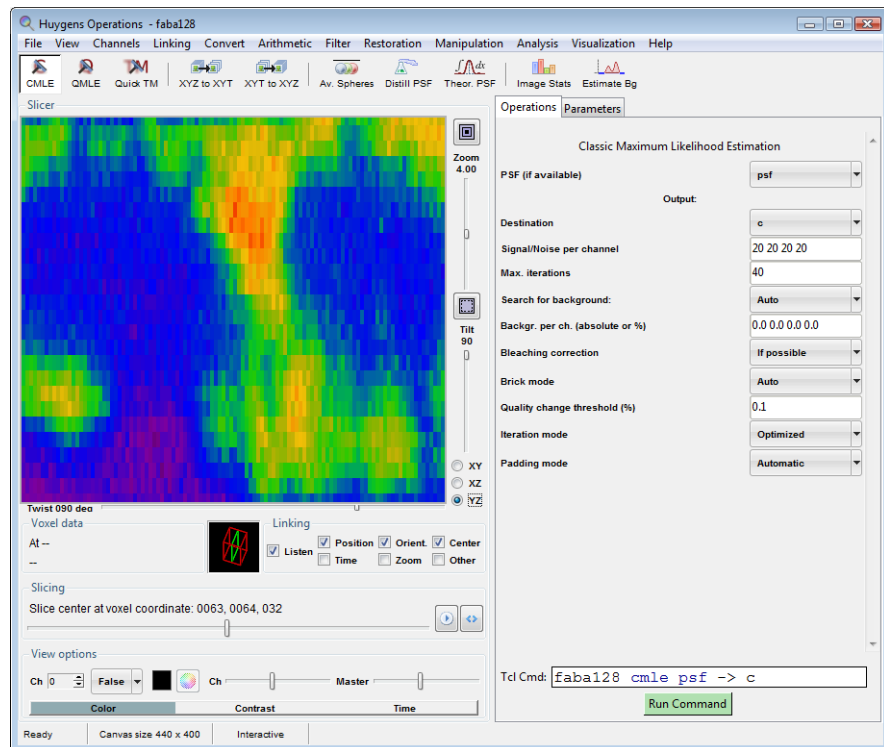 Huygens Operations - faba128
File View Channels Linking Convert Arithmetic Filter Restoration Manipulation Analysis Visualization Help
CMLE QMLE Quick TM XYZ to XYT XYT to XYZ Av. Spheres Distill PSF Theor. PSF Image Stats Estimate Bg
Slicer
Zoom
4.00
Tilt
90
XY
XZ
YZ
Twist 090 deg
Voxel data
At --
--
Linking
Listen Position Orient. Center
Time Zoom Other
Slicing
Slice center at voxel coordinate: 0063, 0064, 032
View options
Ch 0 False Ch Master
Color Contrast Time
Ready Canvas size 440 x 400 Interactive
Operations Parameters
Classic Maximum Likelihood Estimation
PSF (if available) psf
Output:
Destination c
Signal/Noise per channel 20 20 20 20
Max. iterations 40
Search for background: Auto
Backgr. per ch. (absolute or %) 0.0 0.0 0.0 0.0
Bleaching correction If possible
Brick mode Auto
Quality change threshold (%) 0.1
Iteration mode Optimized
Padding mode Automatic
Tcl Cmd: faba128 cmle psf -> c
Run Command